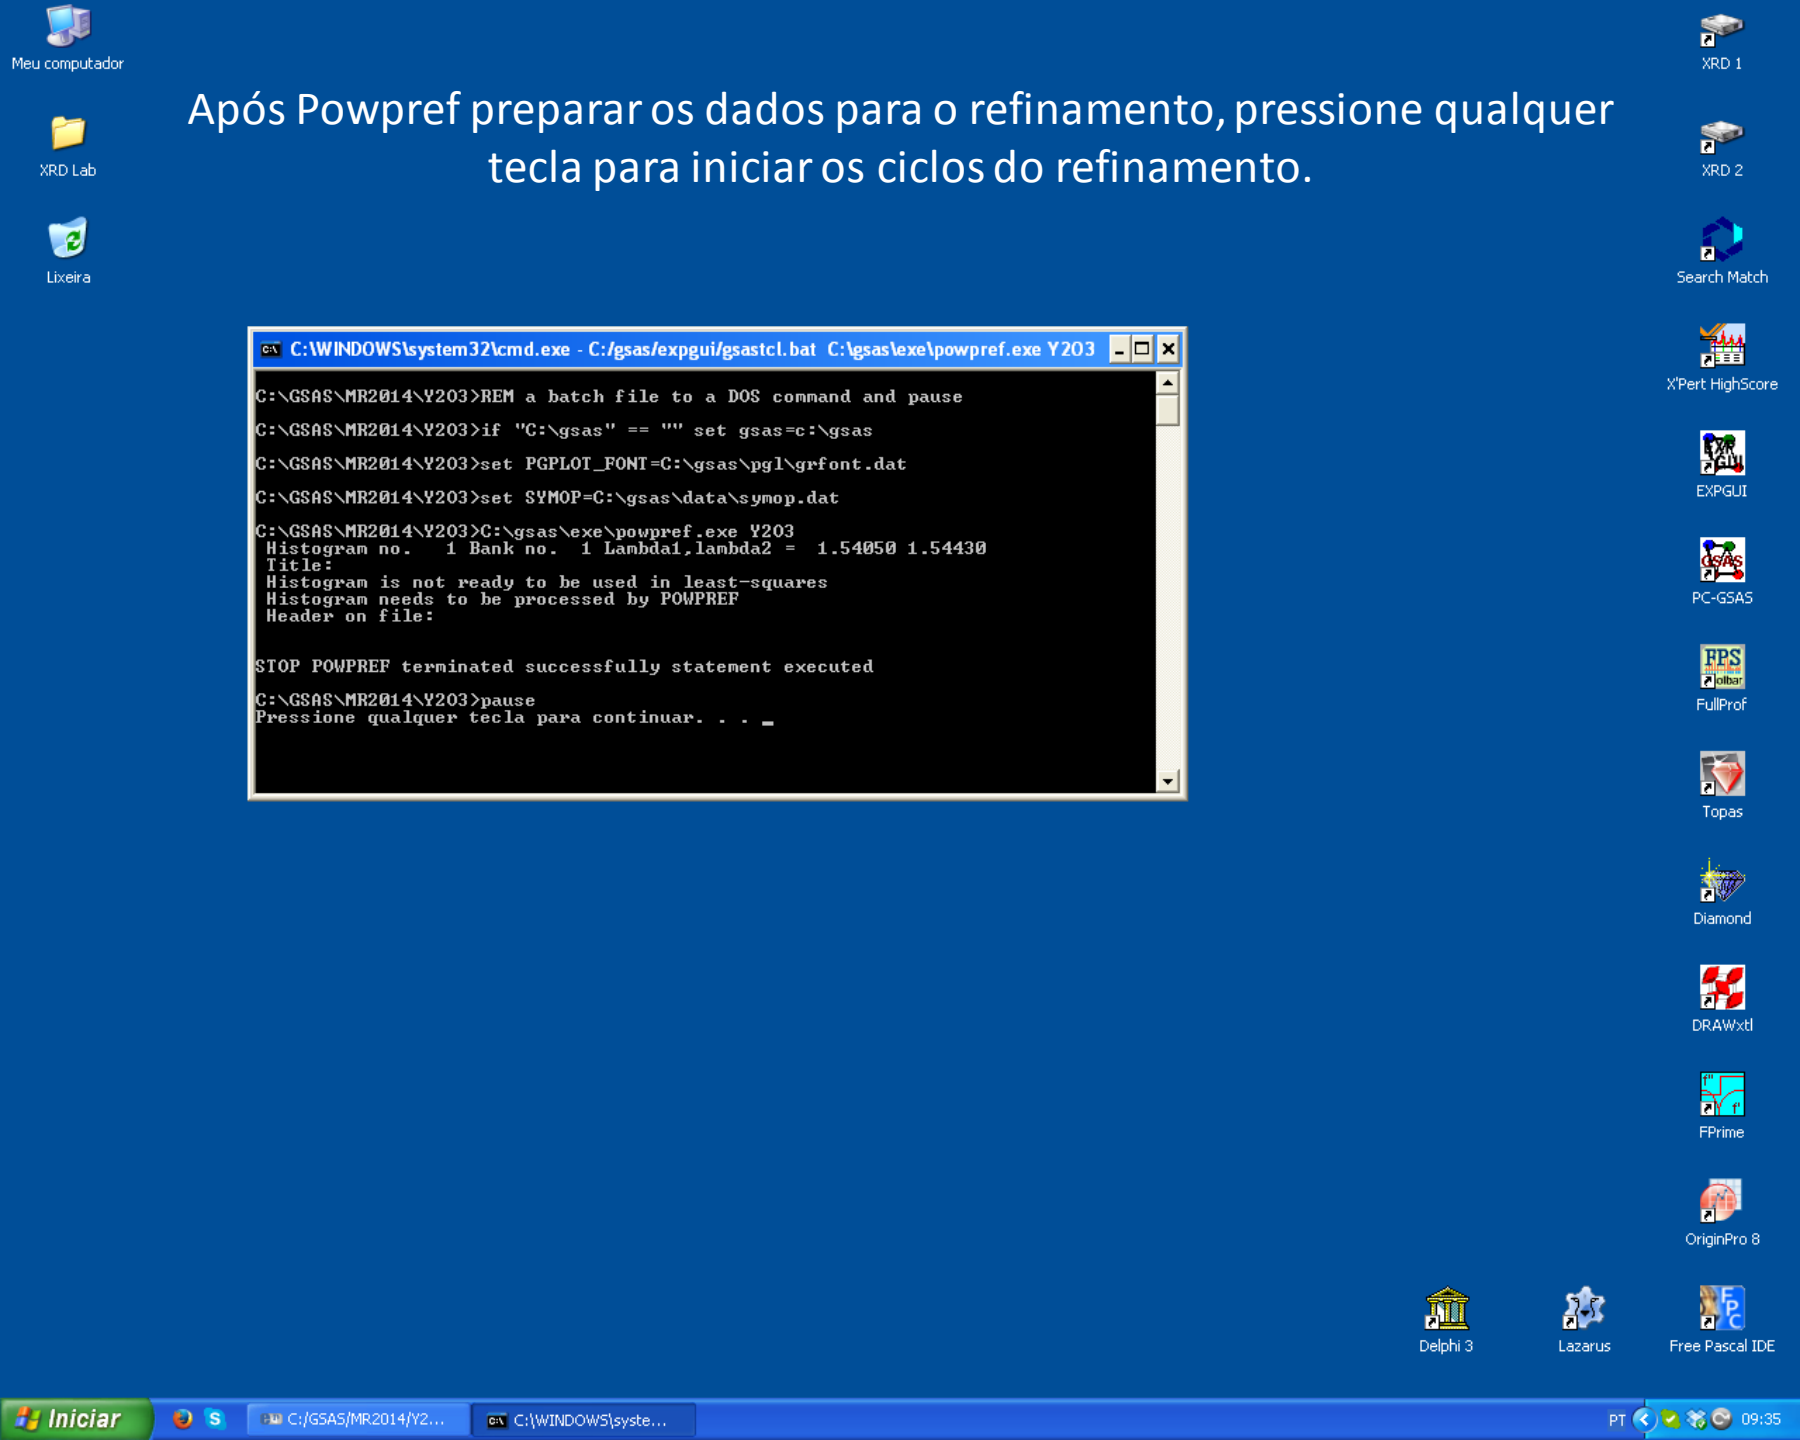 Meu computador
XRD Lab
Lixeira
Após Powpref preparar os dados para o refinamento, pressione qualquer
tecla para iniciar os ciclos do refinamento.
C:\WINDOWS\system32\cmd.exe - C:/gsas/expgui/gsastcl.bat C:\gsas\exe\powpref.exe Y2O3
C:\GSAS\MR2014\Y2O3>REM a batch file to a DOS command and pause
C:\GSAS\MR2014\Y2O3>if "C:\gsas" == "" set gsas=c:\gsas
C:\GSAS\MR2014\Y2O3>set PGPLOT_FONT=C:\gsas\pgl\grfont.dat
C:\GSAS\MR2014\Y2O3>set SYMOP=C:\gsas\data\symop.dat
C:\GSAS\MR2014\Y2O3>C:\gsas\exe\powpref.exe Y2O3
Histogram no. 1 Bank no. 1 Lambda1,lambda2 = 1.54050 1.54430
Title:
Histogram is not ready to be used in least-squares
Histogram needs to be processed by POWPREF
Header on file:
STOP POWPREF terminated successfully statement executed
C:\GSAS\MR2014\Y2O3>pause
Pressione qualquer tecla para continuar. . . _
XRD 1
XRD 2
Search Match
X'Pert HighScore
EXPGUI
PC-GSAS
FullProf
Topas
Diamond
DRAWxtl
FPrime
OriginPro 8
Delphi 3
Lazarus
Free Pascal IDE
Iniciar
C:/GSAS/MR2014/Y2...
C:\WINDOWS\syste...
PT
09:35